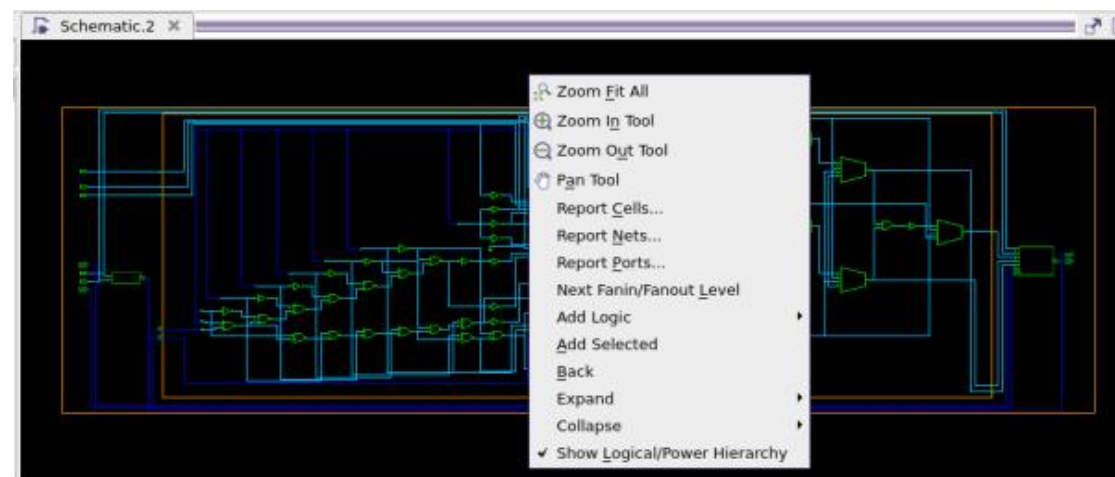 Schematic.2
Zoom Fit All
Zoom In Tool
Zoom Out Tool
Pan Tool
Report Cells...
Report Nets...
Report Ports...
Next Fanin/Fanout Level
Add Logic
Add Selected
Back
Expand
Collapse
Show Logical/Power Hierarchy